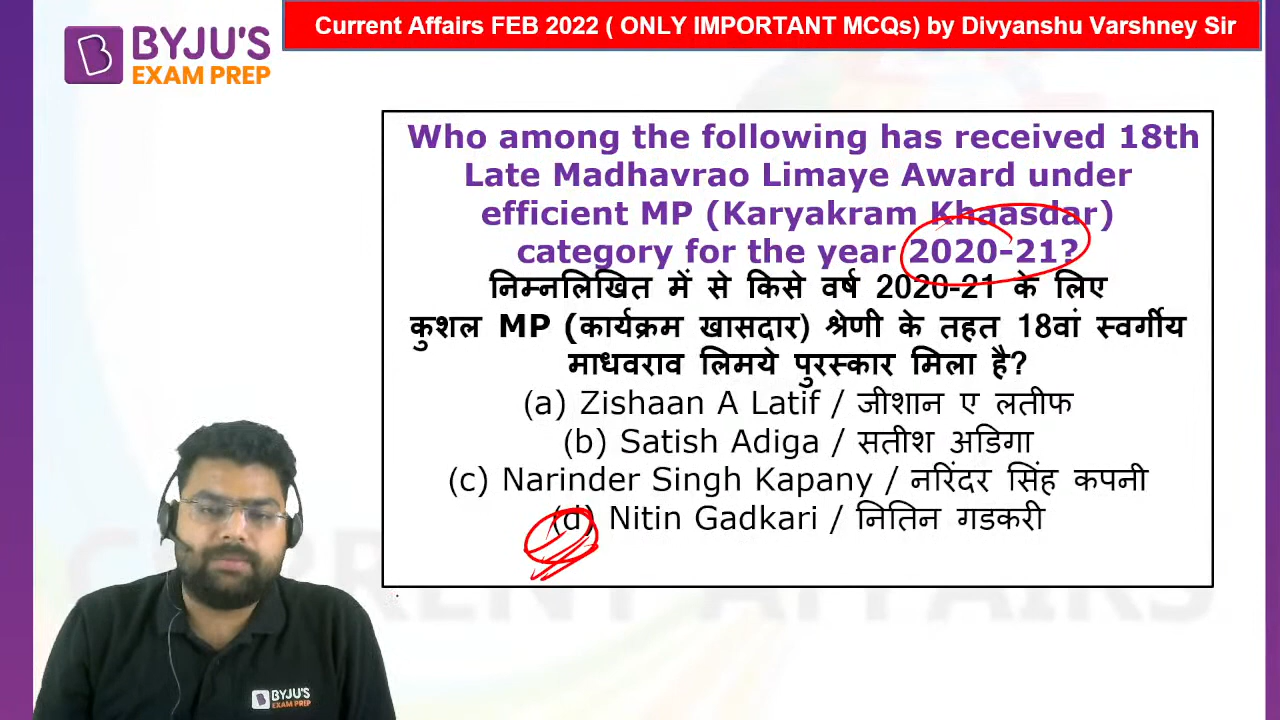 Current Affairs FEB 2022 ( ONLY IMPORTANT MCQs) by Divyanshu Varshney Sir
BYJU'S
EXAM PREP
Who among the following has received 18th
Late Madhavrao Limaye Award under
efficient MP (Karyakram Khaasdar)
category for the year 2020-21?
निम्नलिखित में से किसे वर्ष 2020-21 के लिए
कुशल MP (कार्यक्रम खासदार) श्रेणी के तहत 18वां स्वर्गीय
माधवराव लिमये पुरस्कार मिला है?
(a) Zishaan A Latif / जीशान ए लतीफ
(b) Satish Adiga / सतीश अडिगा
(c) Narinder Singh Kapany / नरिंदर सिंह कपनी
(d) Nitin Gadkari / नितिन गडकरी
CURRENT AFFAIRS
BYJU'S
EXAM PREP